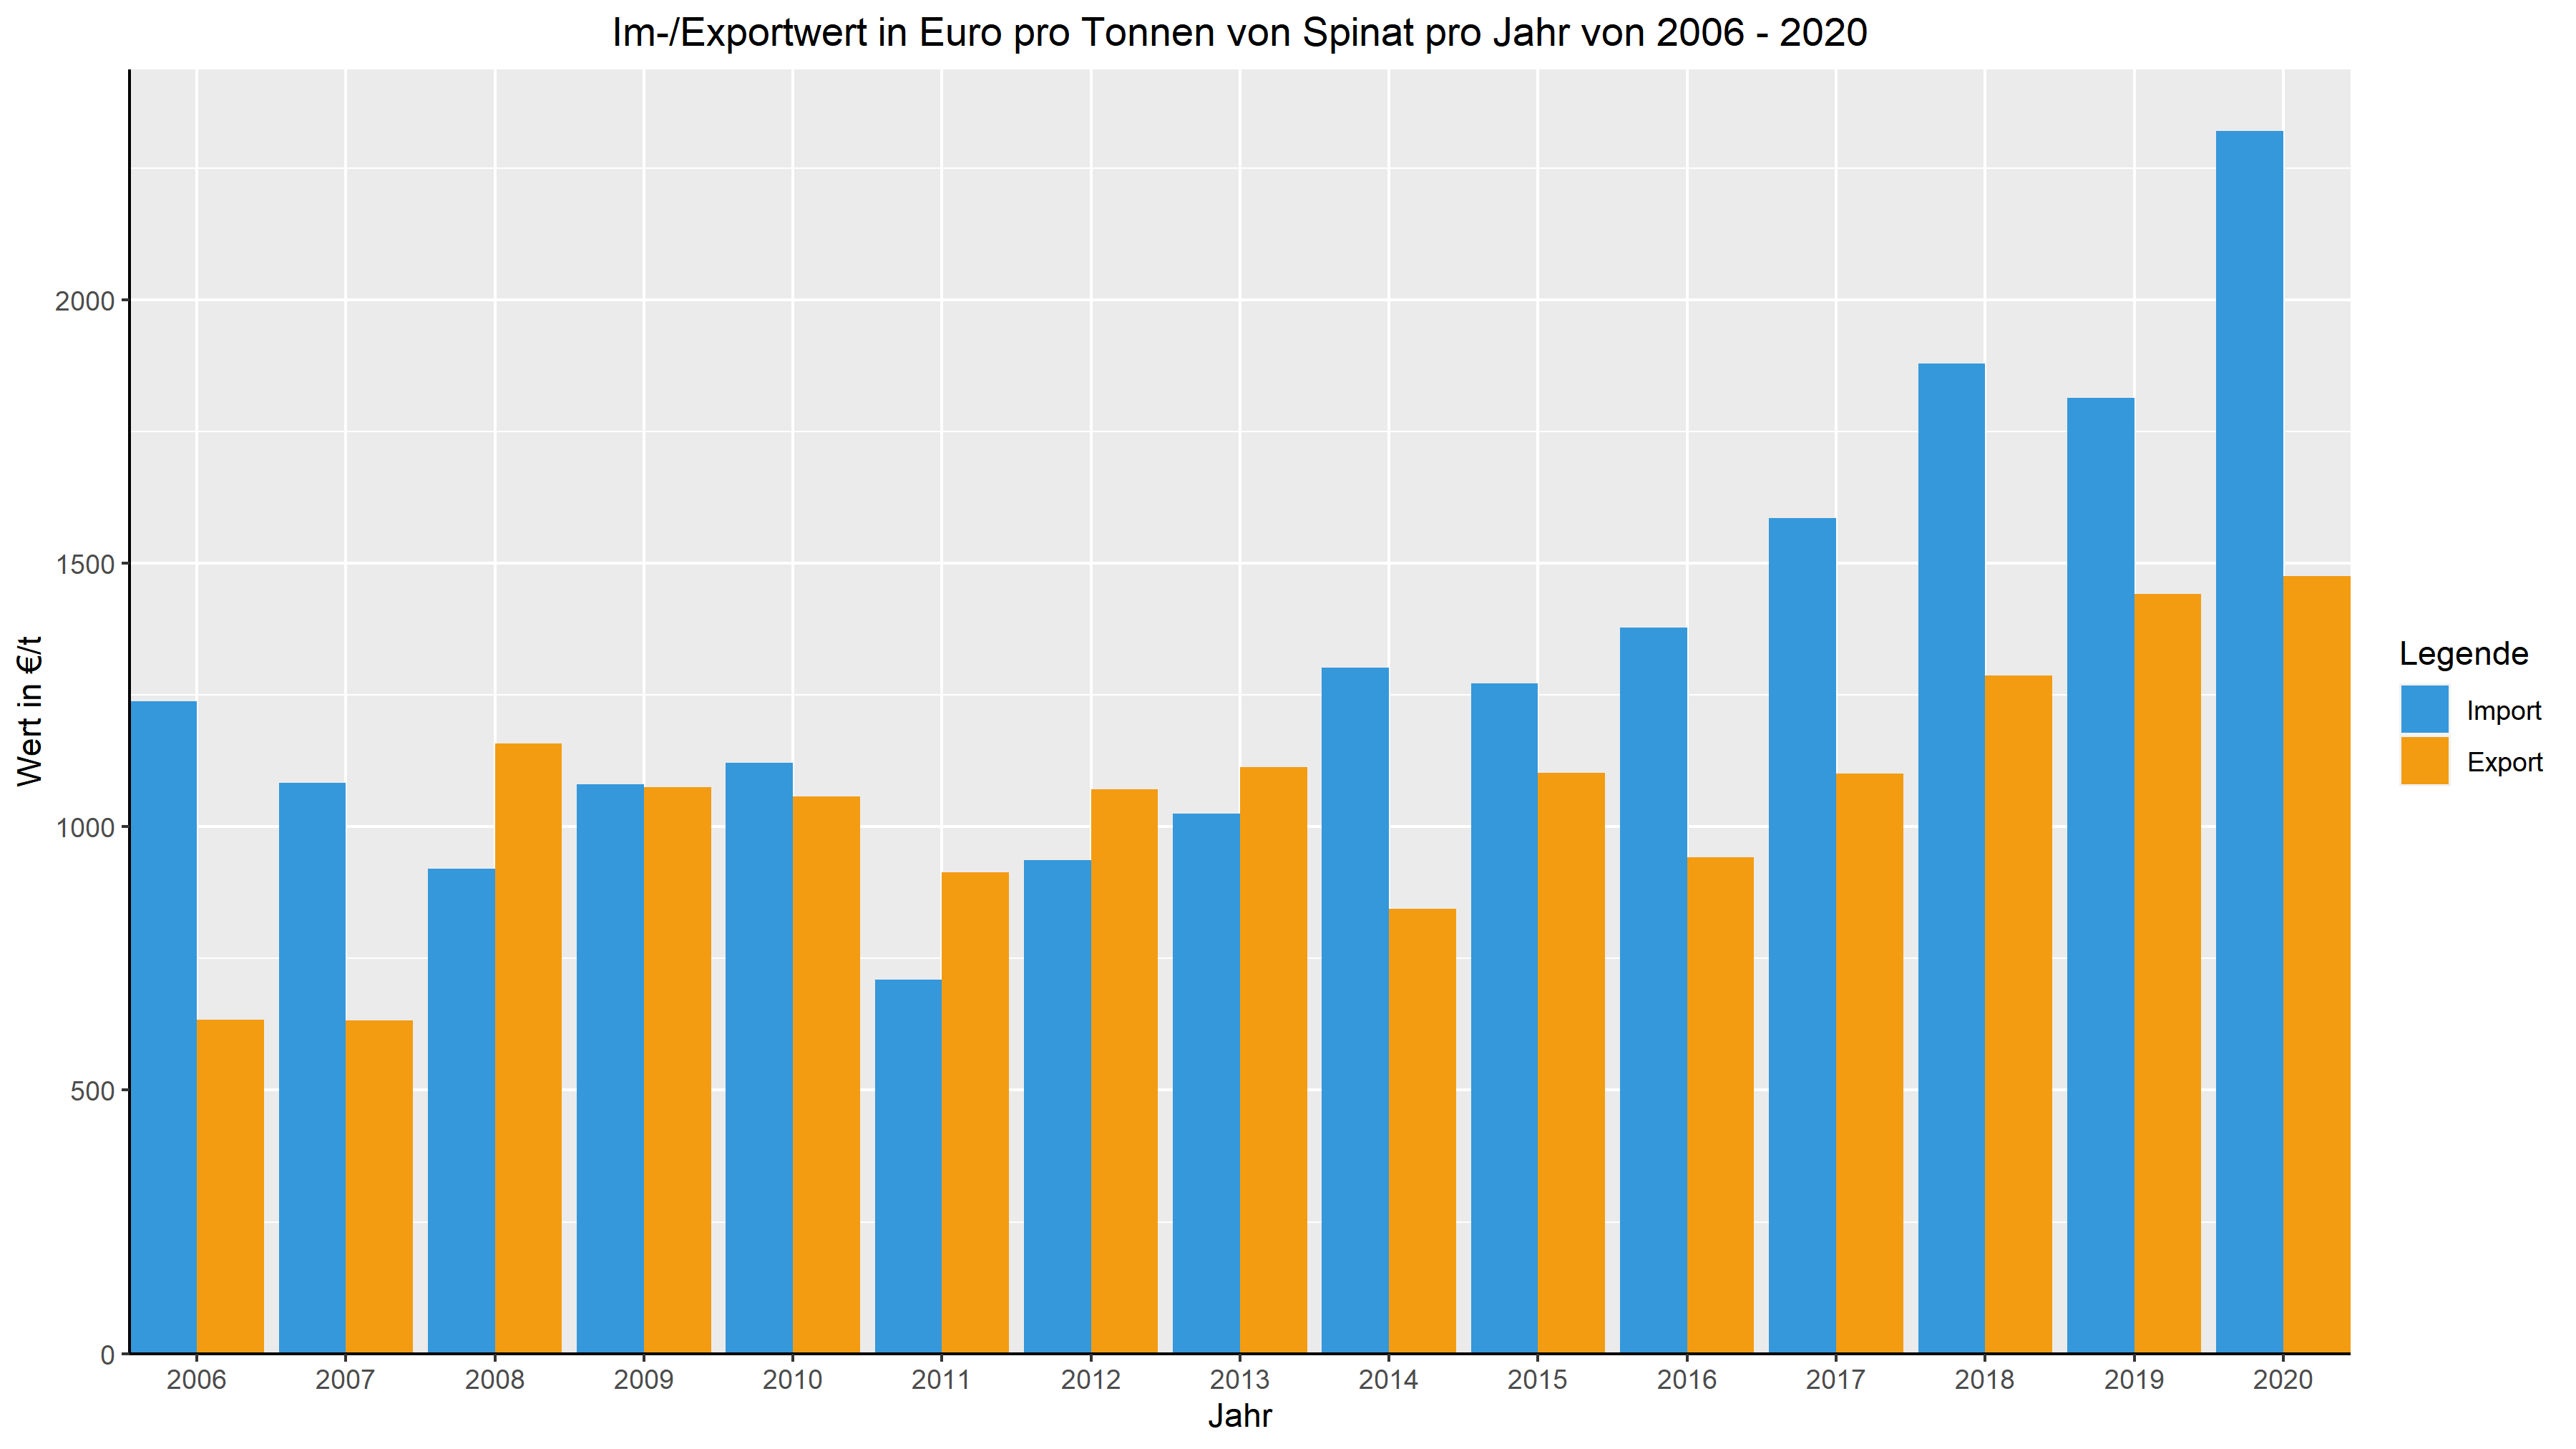 Im-/Exportwert in Euro pro Tonnen von Spinat pro Jahr von 2006 - 2020
Wert in €/t
2000
1500
1000
500
0
2006 2007 2008 2009 2010 2011 2012 2013 2014 2015 2016 2017 2018 2019 2020
Jahr
Legende
Import
Export